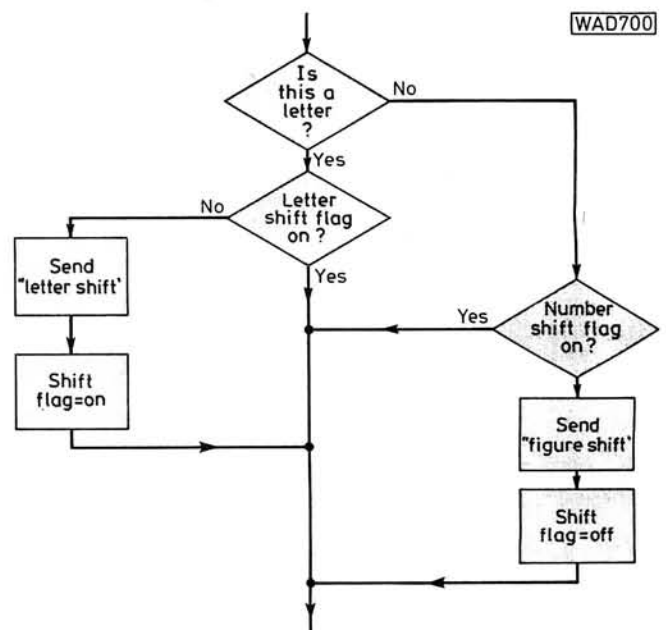 WAD700
Is
this a
letter
?
No
Yes
Letter
shift flag
on ?
No
Yes
Send
"letter shift'
Shift
flag=on
Number
shift flag
on?
Yes
Send
"figure shift'
Shift
flag=off